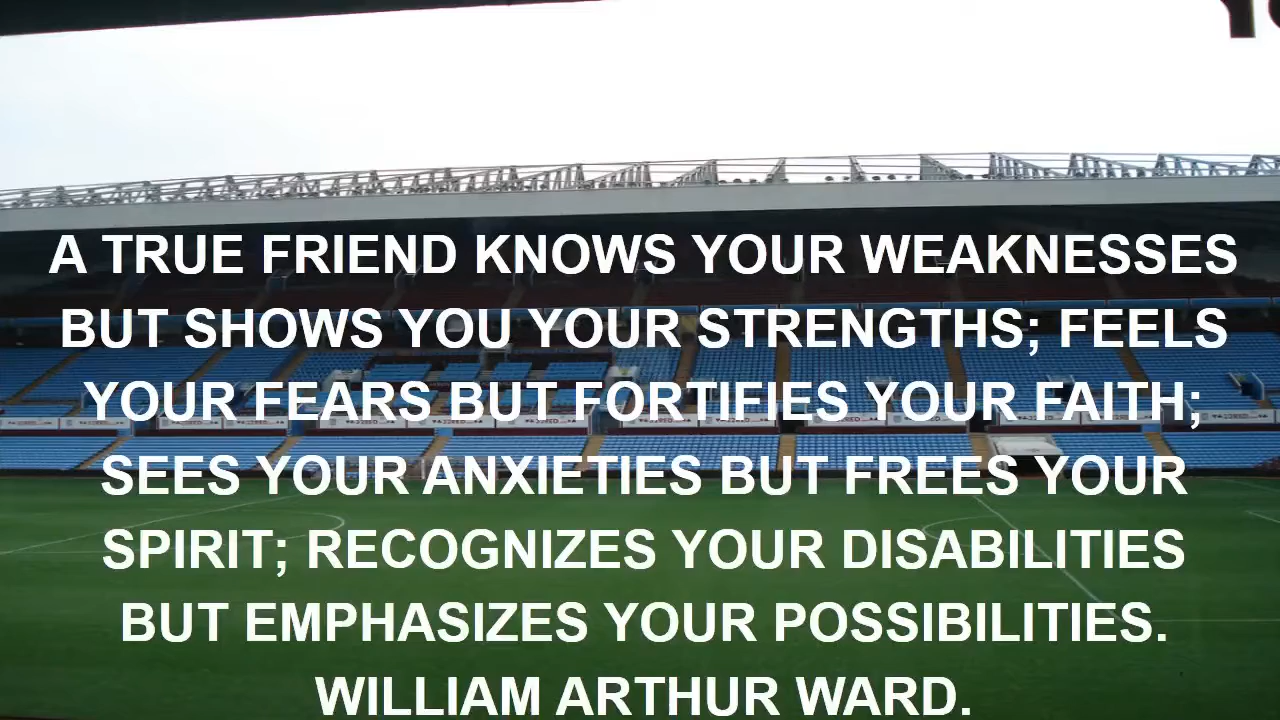 A TRUE FRIEND KNOWS YOUR WEAKNESSES
BUT SHOWS YOU YOUR STRENGTHS; FEELS
YOUR FEARS BUT FORTIFIES YOUR FAITH;
SEES YOUR ANXIETIES BUT FREES YOUR
SPIRIT; RECOGNIZES YOUR DISABILITIES
BUT EMPHASIZES YOUR POSSIBILITIES.
WILLIAM ARTHUR WARD.